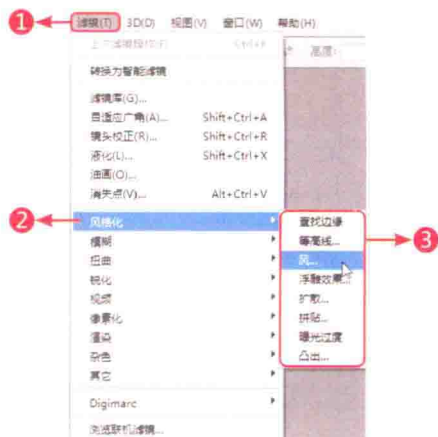 1 滤镜(T) 3D(D) 视图(V) 窗口(W) 帮助(H)
高度:
转换为智能滤镜
滤镜库(G)...
自适应广角(A)... Shift+Ctrl+A
镜头校正(R)... Shift+Ctrl+R
液化(L)... Shift+Ctrl+X
油画(O)...
消失点(V)... Alt+Ctrl+V
2 风格化 查找边缘
模糊 等高线... 3
扭曲 风...
锐化 浮雕效果...
视频 扩散...
像素化 拼贴...
渲染 曝光过度
杂色 凸出...
其它
Digimarc
浏览联机滤镜...